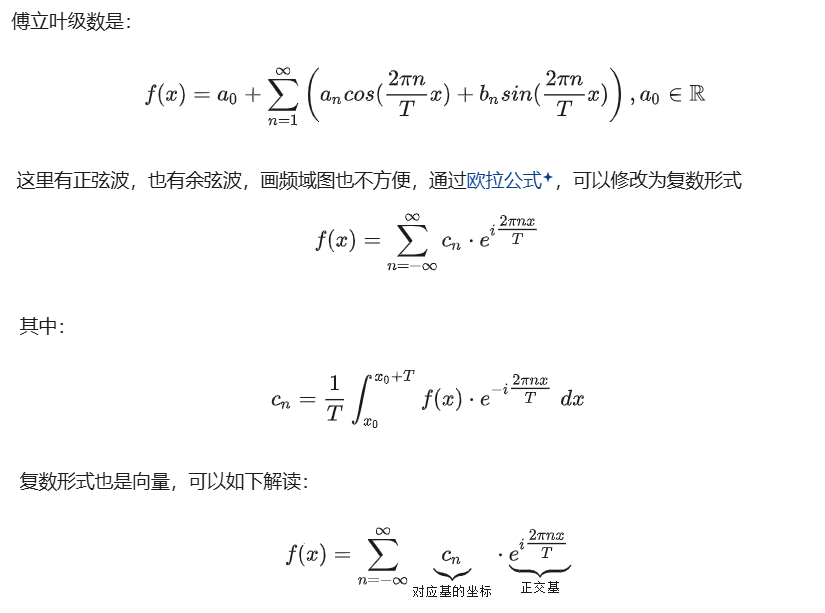 傅立叶级数是：
$f(x) = a_0 + \sum_{n=1}^{\infty} \left( a_n cos(\frac{2\pi n}{T}x) + b_n sin(\frac{2\pi n}{T}x) \right), a_0 \in \mathbb{R}$
这里有正弦波，也有余弦波，画频域图也不方便，通过欧拉公式✦，可以修改为复数形式
$f(x) = \sum_{n=-\infty}^{\infty} c_n \cdot e^{i\frac{2\pi nx}{T}}$
其中：
$c_n = \frac{1}{T} \int_{x_0}^{x_0+T} f(x) \cdot e^{-i\frac{2\pi nx}{T}} \, dx$
复数形式也是向量，可以如下解读：
$f(x) = \sum_{n=-\infty}^{\infty} \underbrace{c_n}_{对应基的坐标} \cdot \underbrace{e^{i\frac{2\pi nx}{T}}}_{正交基}$